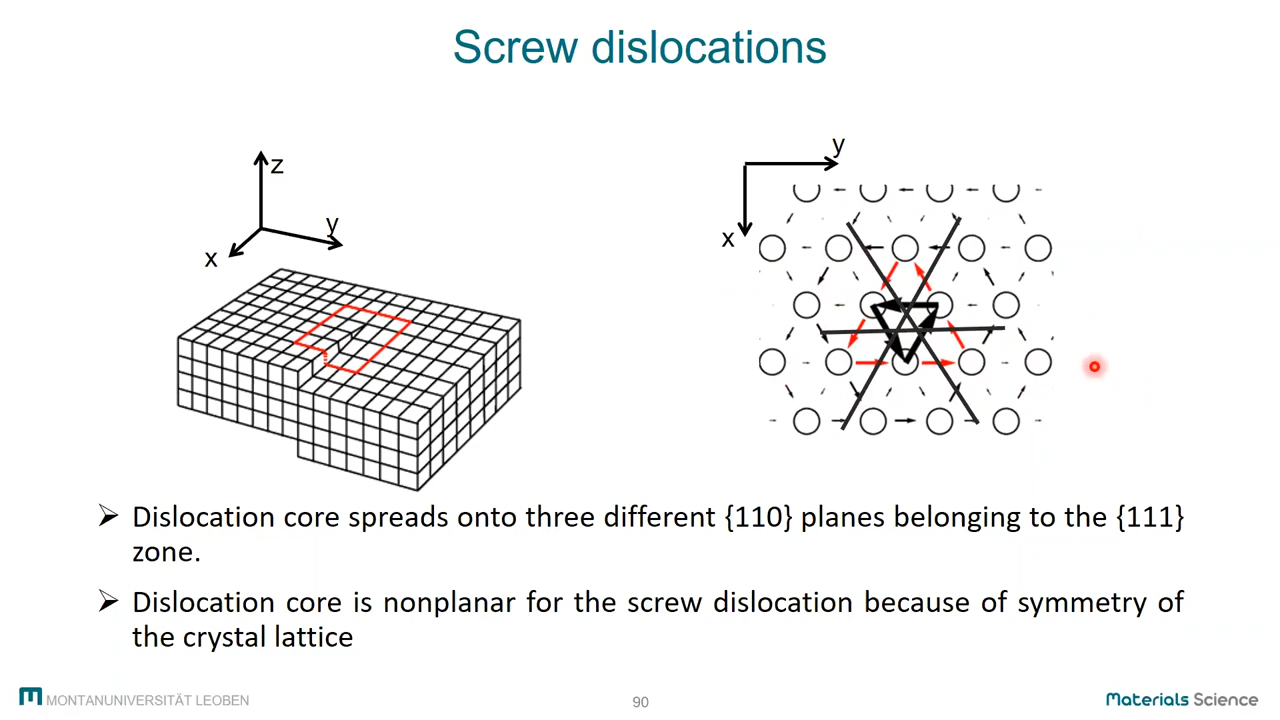 Screw dislocations
z
y
x
y
x
➢ Dislocation core spreads onto three different {110} planes belonging to the {111}
zone.
➢ Dislocation core is nonplanar for the screw dislocation because of symmetry of
the crystal lattice
MONTANUNIVERSITÄT LEOBEN
90
Materials Science